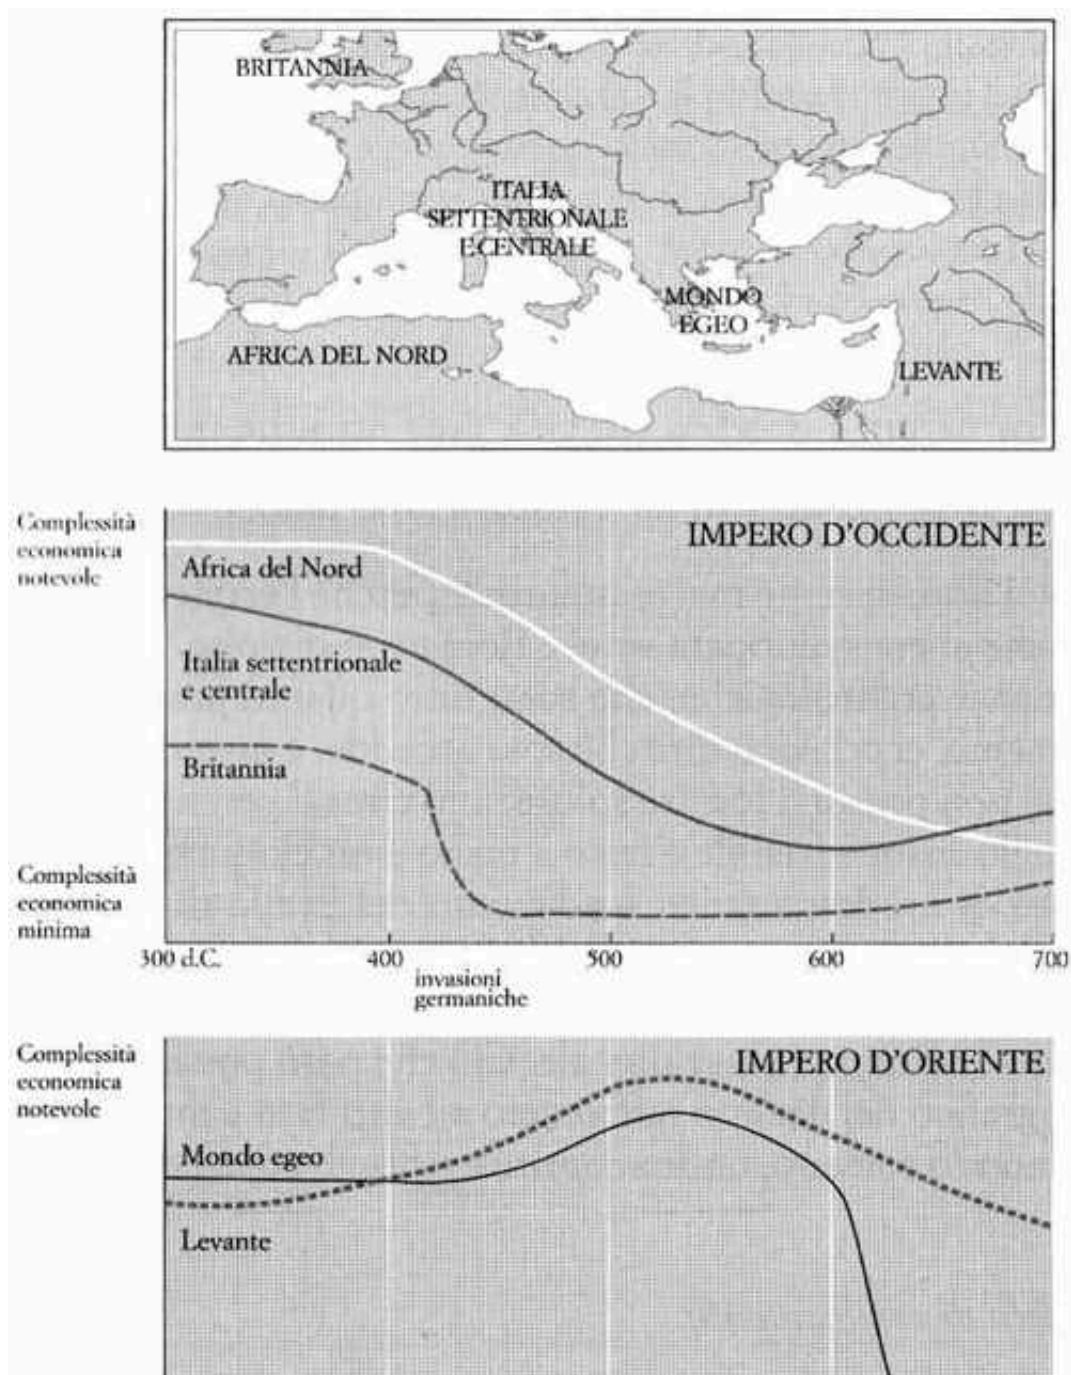 BRITANNIA
ITALIA
SETTENTRIONALE
E CENTRALE
MONDO
EGEO
AFRICA DEL NORD
LEVANTE
Complessità
economica
notevole
IMPERO D'OCCIDENTE
Africa del Nord
Italia settentrionale
e centrale
Britannia
Complessità
economica
minima
300 d.C.
400
500
600
700
invasioni
germaniche
Complessità
economica
notevole
IMPERO D'ORIENTE
Mondo egeo
Levante